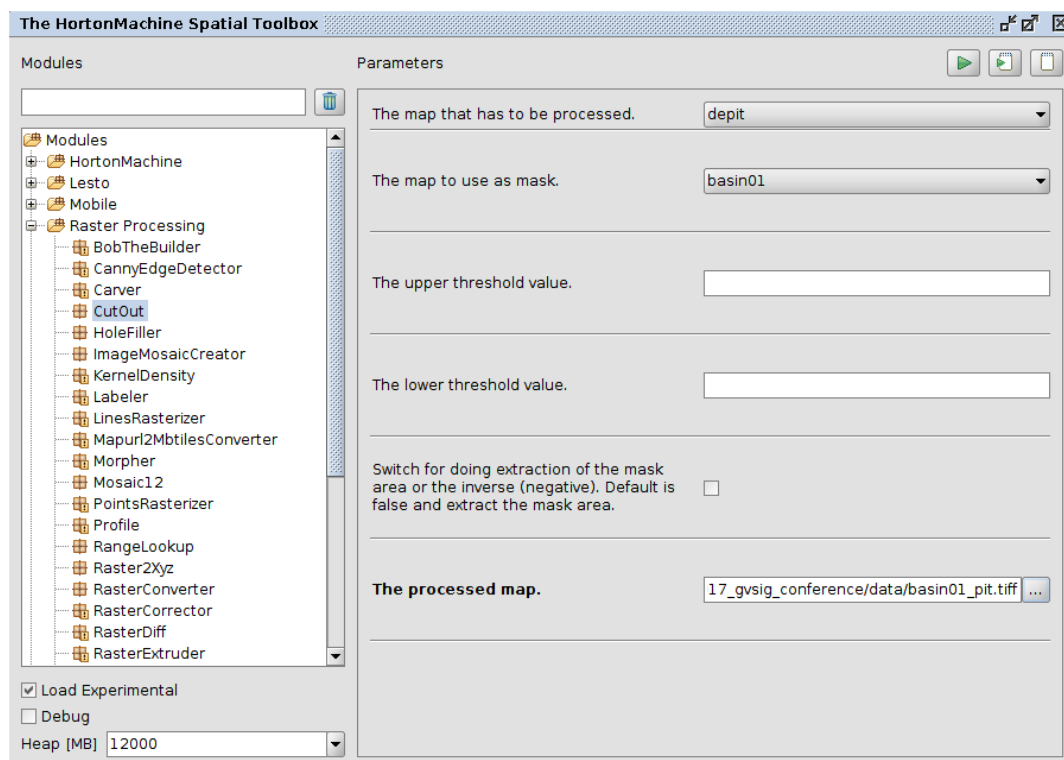 The HortonMachine Spatial Toolbox
Modules
Parameters
Modules
HortonMachine
Lesto
Mobile
Raster Processing
BobTheBuilder
CannyEdgeDetector
Carver
CutOut
HoleFiller
ImageMosaicCreator
KernelDensity
Labeler
LinesRasterizer
Mapurl2MbtilesConverter
Morpher
Mosaic12
PointsRasterizer
Profile
RangeLookup
Raster2Xyz
RasterConverter
RasterCorrector
RasterDiff
RasterExtruder
Load Experimental
Debug
Heap [MB] 12000
The map that has to be processed. depit
The map to use as mask. basin01
The upper threshold value.
The lower threshold value.
Switch for doing extraction of the mask
area or the inverse (negative). Default is
false and extract the mask area.
The processed map. 17_gvsig_conference/data/basin01_pit.tiff ...